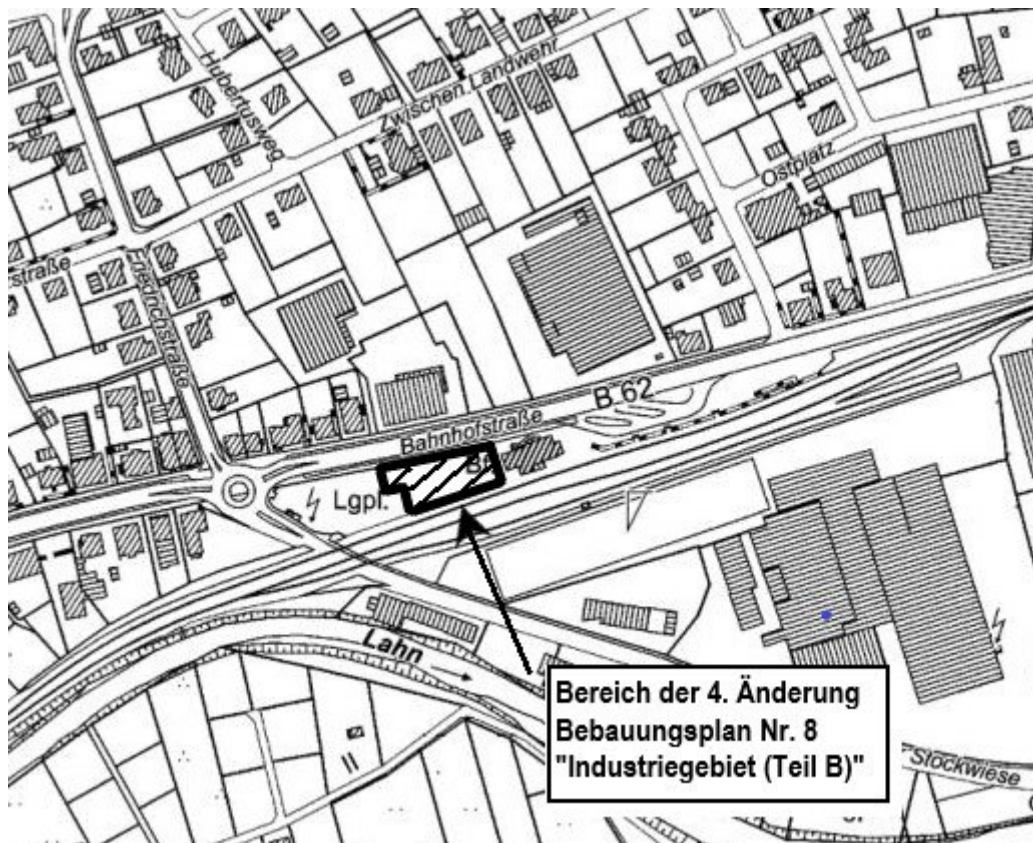 Hubertusweg
Zwischen Landwehr
Ostplatz
straße
Friedrichstraße
B 62
Bahnhofstraße
Lgpl.
Lahn
Bereich der 4. Änderung
Bebauungsplan Nr. 8
"Industriegebiet (Teil B)"
Stockwiese